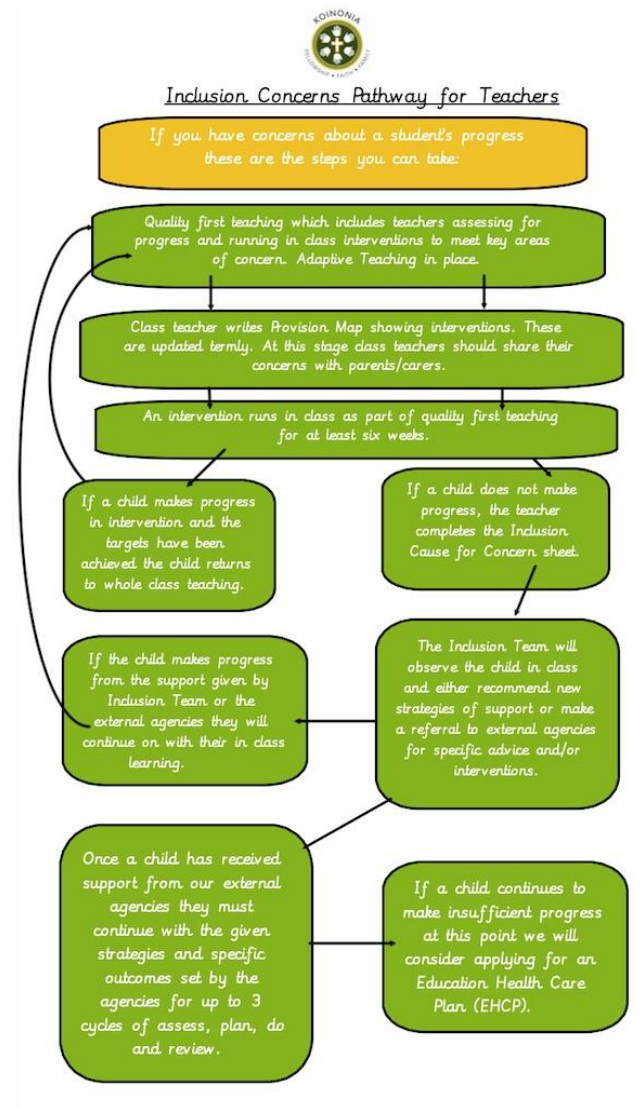 KOINONIA
FELLOWSHIP • FAITH • FAMILY
Inclusion Concerns Pathway for Teachers
If you have concerns about a student's progress
these are the steps you can take:
Quality first teaching which includes teachers assessing for
progress and running in class interventions to meet key areas
of concern. Adaptive Teaching in place.
Class teacher writes Provision Map showing interventions. These
are updated termly. At this stage class teachers should share their
concerns with parents/carers.
An intervention runs in class as part of quality first teaching
for at least six weeks.
If a child makes progress
in intervention and the
targets have been
achieved the child returns
to whole class teaching.
If a child does not make
progress, the teacher
completes the Inclusion
Cause for Concern sheet.
The Inclusion Team will
observe the child in class
and either recommend new
strategies of support or make
a referral to external agencies
for specific advice and/or
interventions.
If the child makes progress
from the support given by
Inclusion Team or the
external agencies they will
continue on with their in class
learning.
Once a child has received
support from our external
agencies they must
continue with the given
strategies and specific
outcomes set by the
agencies for up to 3
cycles of assess, plan, do
and review.
If a child continues to
make insufficient progress
at this point we will
consider applying for an
Education Health Care
Plan (EHCP).